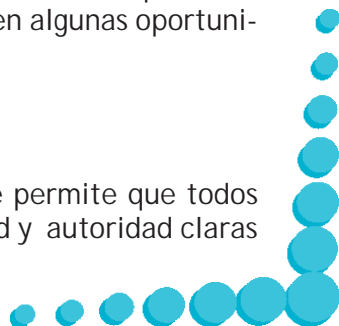 en algunas oportuni-
e permite que todos
d y autoridad claras